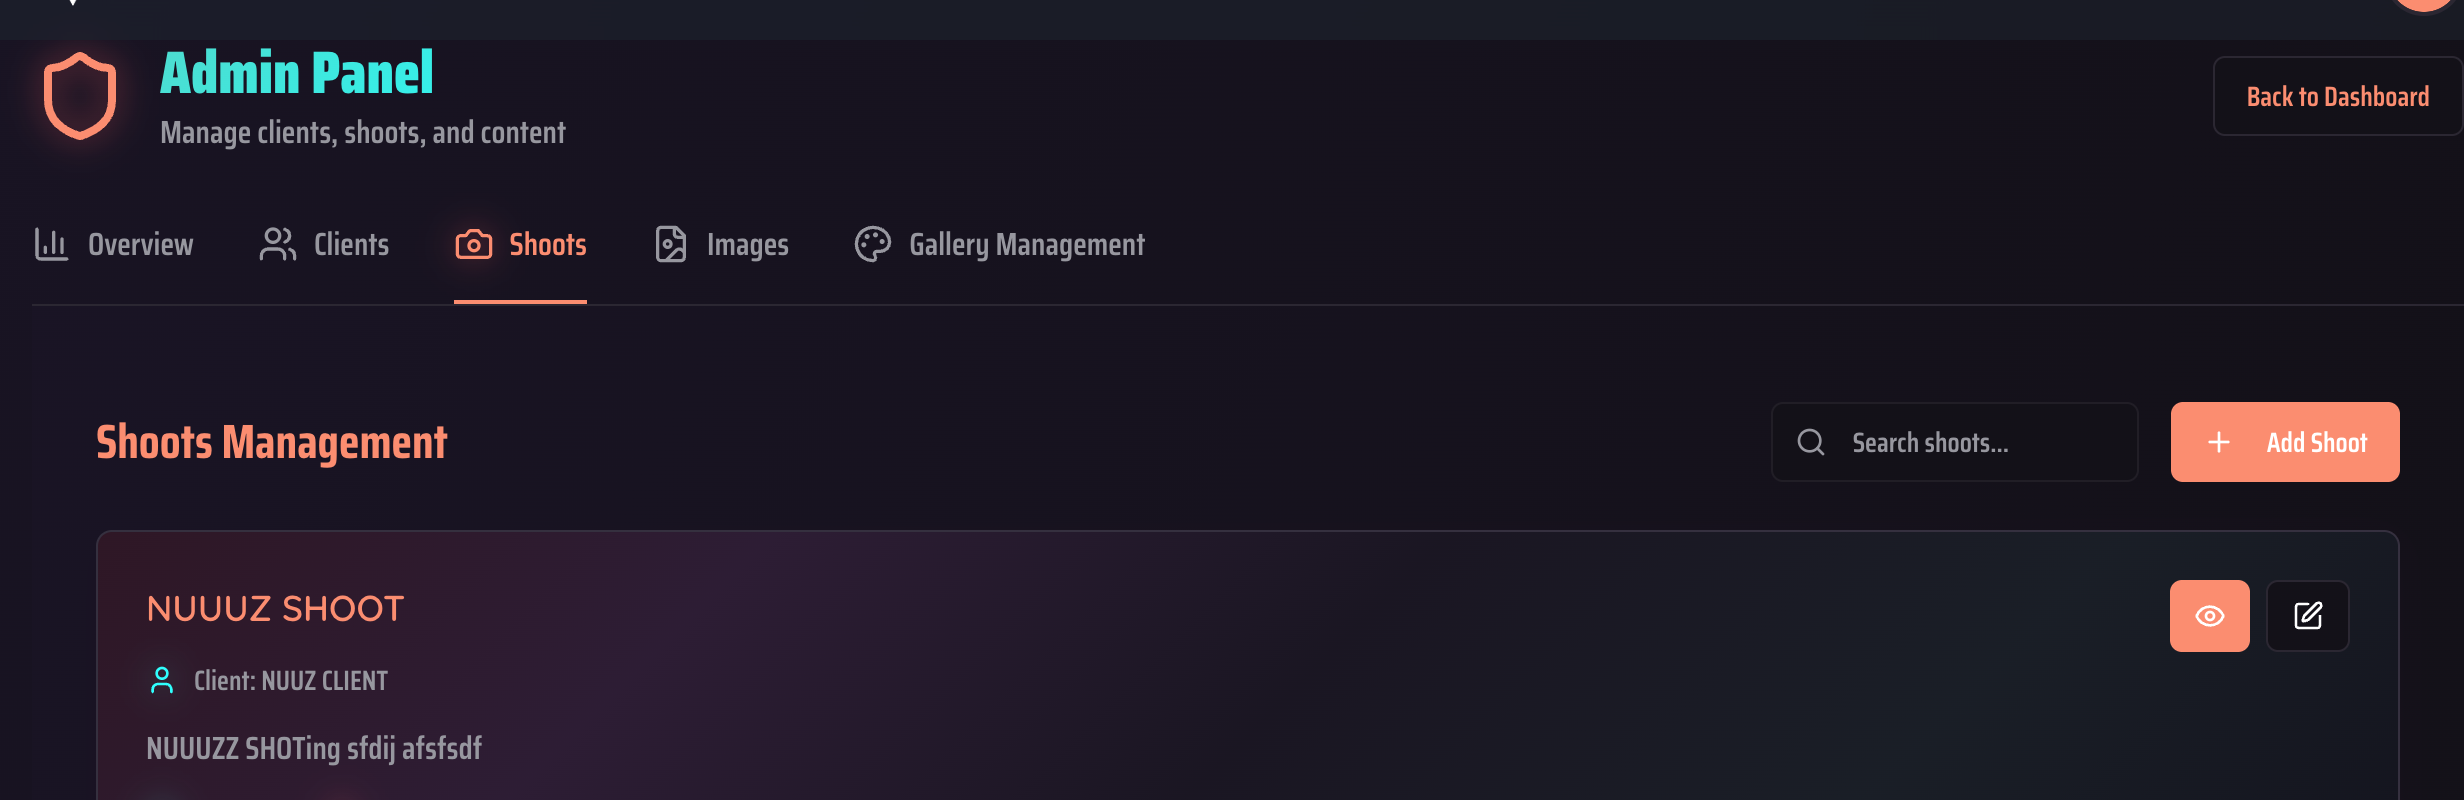 Admin Panel
Manage clients, shoots, and content
Back to Dashboard
Overview
Clients
Shoots
Images
Gallery Management
Shoots Management
Search shoots...
Add Shoot
NUUUZ SHOOT
Client: NUUZ CLIENT
NUUUZZ SHOTing sfdij afsfsdf